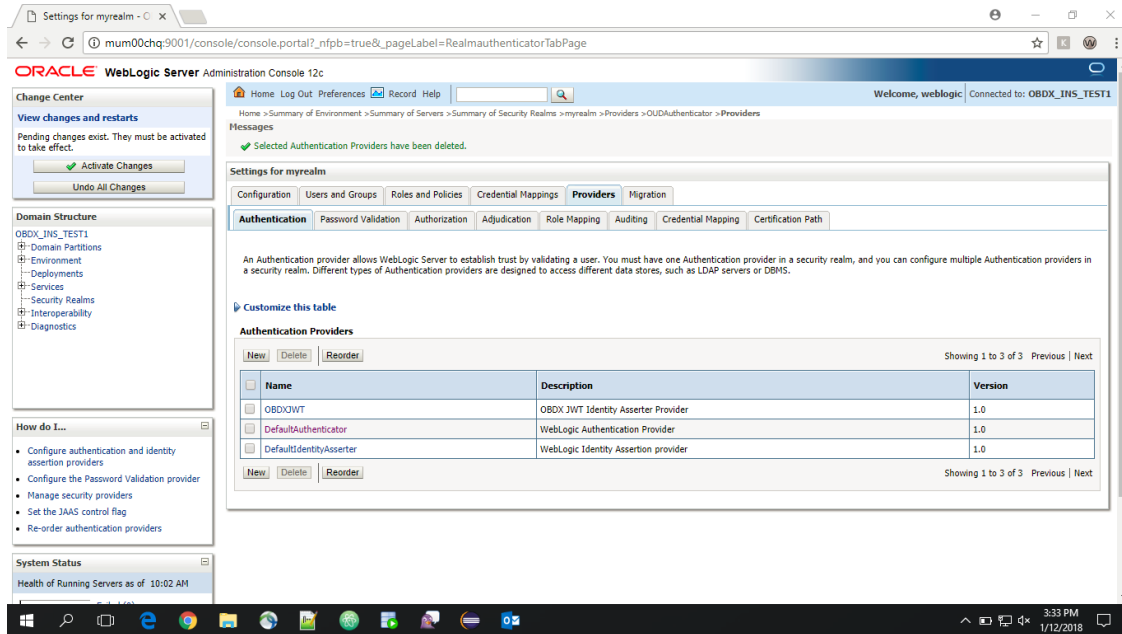 Settings for myrealm - O
mum00chq:9001/console/console.portal?_nfpb=true&_pageLabel=RealmauthenticatorTabPage
K
W
ORACLE WebLogic Server Administration Console 12c
Change Center
View changes and restarts
Pending changes exist. They must be activated
to take effect.
Activate Changes
Undo All Changes
Domain Structure
OBDX_INS_TEST1
Domain Partitions
Environment
Deployments
Services
Security Realms
Interoperability
Diagnostics
How do I...
Configure authentication and identity
assertion providers
Configure the Password Validation provider
Manage security providers
Set the JAAS control flag
Re-order authentication providers
System Status
Health of Running Servers as of 10:02 AM
Home Log Out Preferences Record Help
Welcome, weblogic Connected to: OBDX_INS_TEST1
Home >Summary of Environment >Summary of Servers >Summary of Security Realms >myrealm >Providers >OUDAuthenticator >Providers
Messages
Selected Authentication Providers have been deleted.
Settings for myrealm
Configuration Users and Groups Roles and Policies Credential Mappings Providers Migration
Authentication Password Validation Authorization Adjudication Role Mapping Auditing Credential Mapping Certification Path
An Authentication provider allows WebLogic Server to establish trust by validating a user. You must have one Authentication provider in a security realm, and you can configure multiple Authentication providers in
a security realm. Different types of Authentication providers are designed to access different data stores, such as LDAP servers or DBMS.
Customize this table
Authentication Providers
New Delete Reorder Showing 1 to 3 of 3 Previous | Next
Name Description Version
OBDXJWT OBDX JWT Identity Asserter Provider 1.0
DefaultAuthenticator WebLogic Authentication Provider 1.0
DefaultIdentityAsserter WebLogic Identity Assertion provider 1.0
New Delete Reorder Showing 1 to 3 of 3 Previous | Next
3:33 PM
1/12/2018